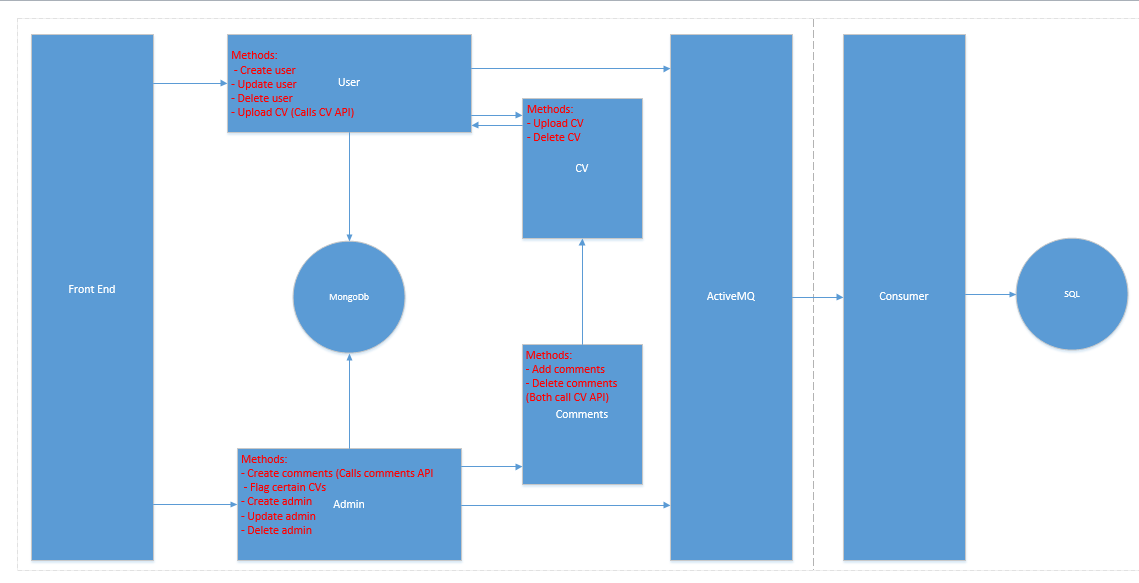 Front End
Methods:
- Create user
- Update user
- Delete user
- Upload CV (Calls CV API)
User
Methods:
- Upload CV
- Delete CV
CV
MongoDb
Methods:
- Add comments
- Delete comments
(Both call CV API)
Comments
Methods:
- Create comments (Calls comments API
- Flag certain CVs
- Create admin
- Update admin
- Delete admin
Admin
ActiveMQ
Consumer
SQL